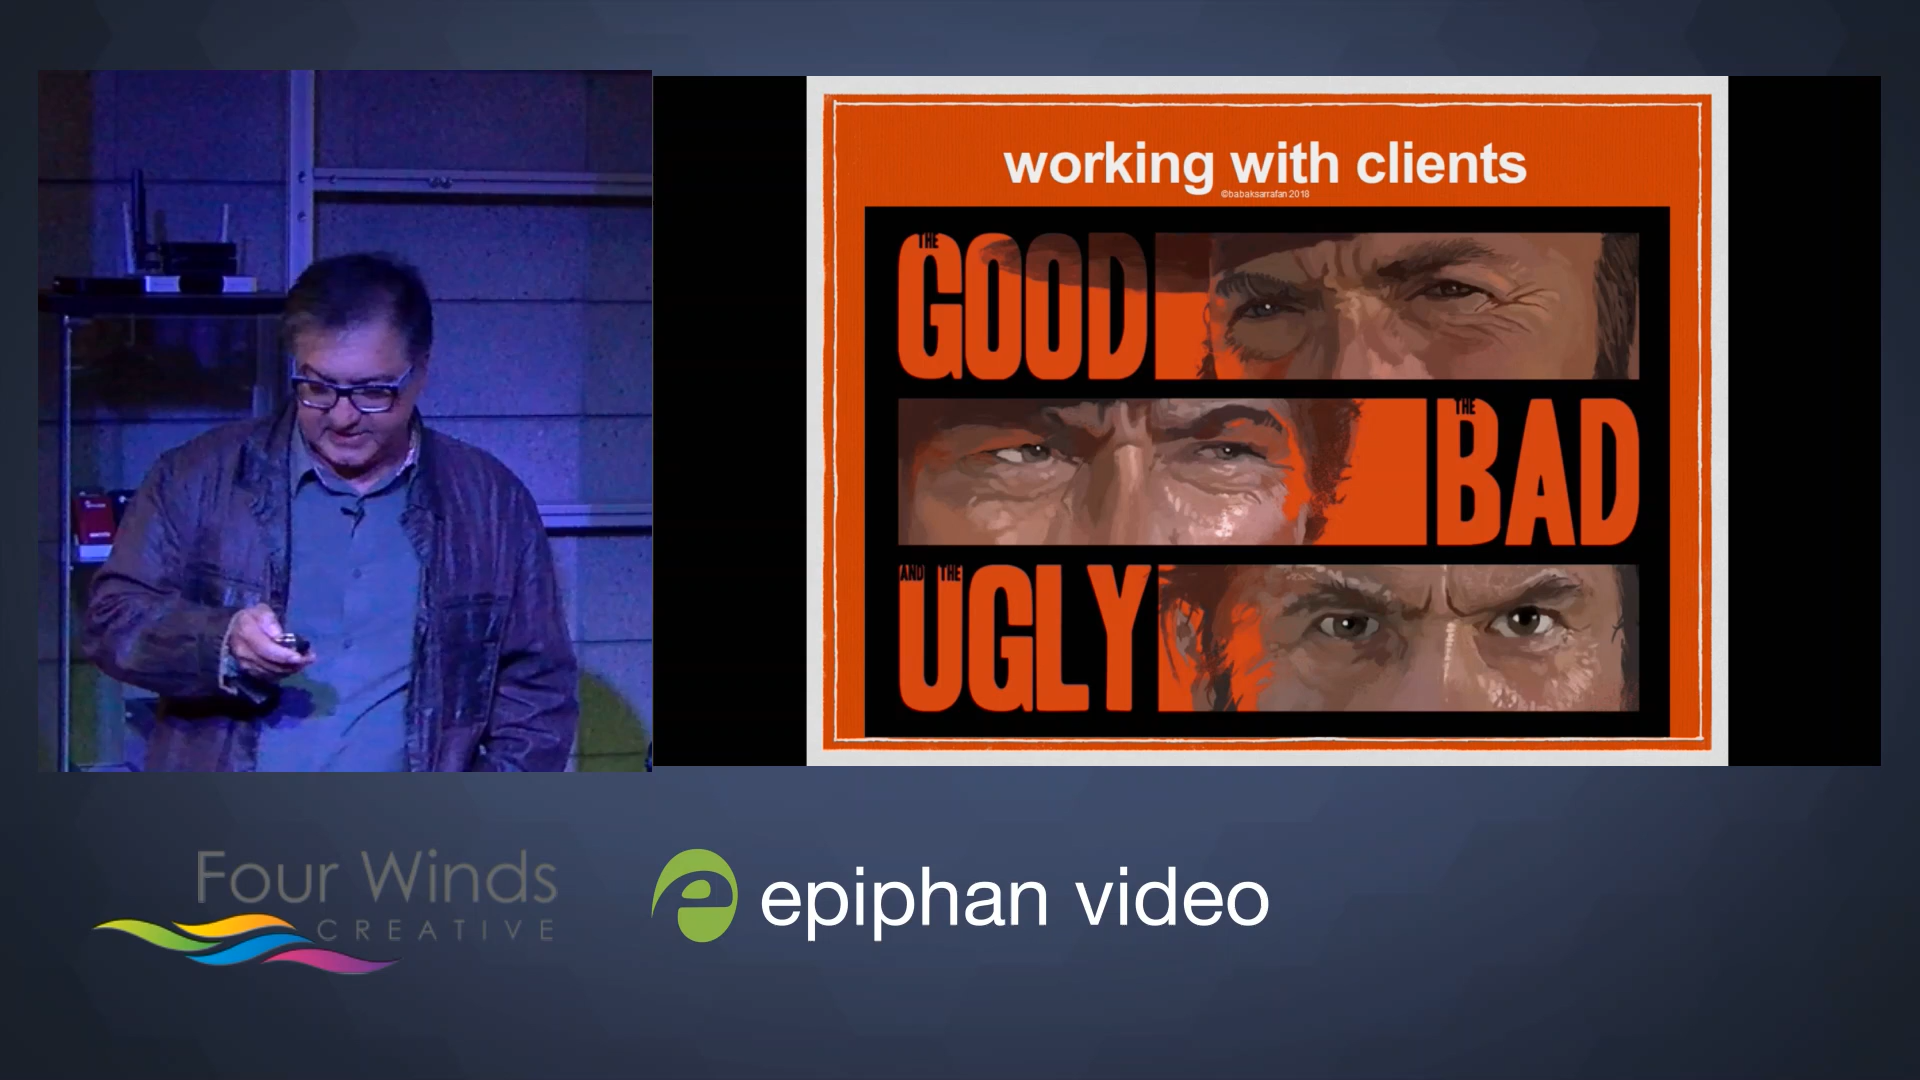 working with clients
©babaksarrafan 2018
THE
GOOD
THE
BAD
AND THE
UGLY
Four Winds
CREATIVE
e epiphan video